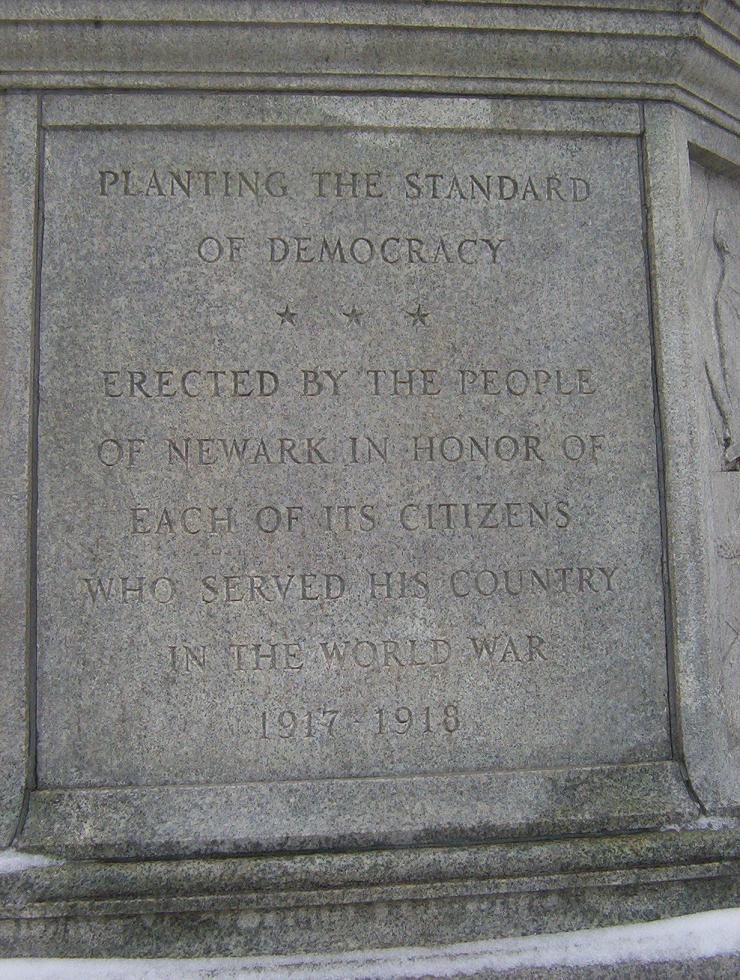 PLANTING THE STANDARD
OF DEMOCRACY
★ ★ ★
ERECTED BY THE PEOPLE
OF NEWARK IN HONOR OF
EACH OF ITS CITIZENS
WHO SERVED HIS COUNTRY
IN THE WORLD WAR
1917-1918